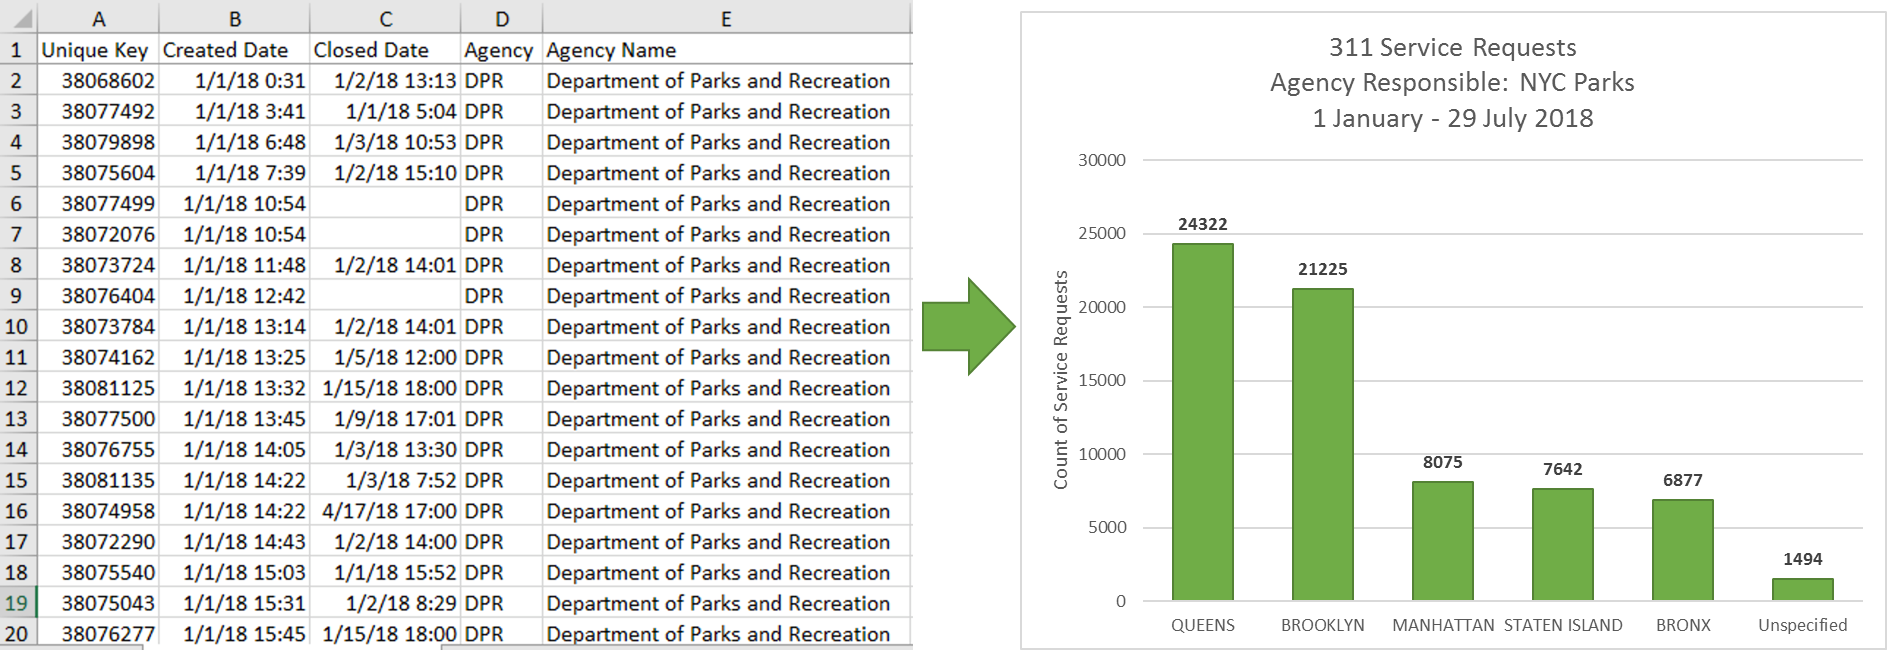 A B C D E
1 Unique Key Created Date Closed Date Agency Agency Name
2 38068602 1/1/18 0:31 1/2/18 13:13 DPR Department of Parks and Recreation
3 38077492 1/1/18 3:41 1/1/18 5:04 DPR Department of Parks and Recreation
4 38079898 1/1/18 6:48 1/3/18 10:53 DPR Department of Parks and Recreation
5 38075604 1/1/18 7:39 1/2/18 15:10 DPR Department of Parks and Recreation
6 38077499 1/1/18 10:54 DPR Department of Parks and Recreation
7 38072076 1/1/18 10:54 DPR Department of Parks and Recreation
8 38073724 1/1/18 11:48 1/2/18 14:01 DPR Department of Parks and Recreation
9 38076404 1/1/18 12:42 DPR Department of Parks and Recreation
10 38073784 1/1/18 13:14 1/2/18 14:01 DPR Department of Parks and Recreation
11 38074162 1/1/18 13:25 1/5/18 12:00 DPR Department of Parks and Recreation
12 38081125 1/1/18 13:32 1/15/18 18:00 DPR Department of Parks and Recreation
13 38077500 1/1/18 13:45 1/9/18 17:01 DPR Department of Parks and Recreation
14 38076755 1/1/18 14:05 1/3/18 13:30 DPR Department of Parks and Recreation
15 38081135 1/1/18 14:22 1/3/18 7:52 DPR Department of Parks and Recreation
16 38074958 1/1/18 14:22 4/17/18 17:00 DPR Department of Parks and Recreation
17 38072290 1/1/18 14:43 1/2/18 14:00 DPR Department of Parks and Recreation
18 38075540 1/1/18 15:03 1/1/18 15:52 DPR Department of Parks and Recreation
19 38075043 1/1/18 15:31 1/2/18 8:29 DPR Department of Parks and Recreation
20 38076277 1/1/18 15:45 1/15/18 18:00 DPR Department of Parks and Recreation
311 Service Requests
Agency Responsible: NYC Parks
1 January - 29 July 2018
Count of Service Requests
30000
25000
20000
15000
10000
5000
0
24322
21225
8075
7642
6877
1494
QUEENS BROOKLYN MANHATTAN STATEN ISLAND BRONX Unspecified